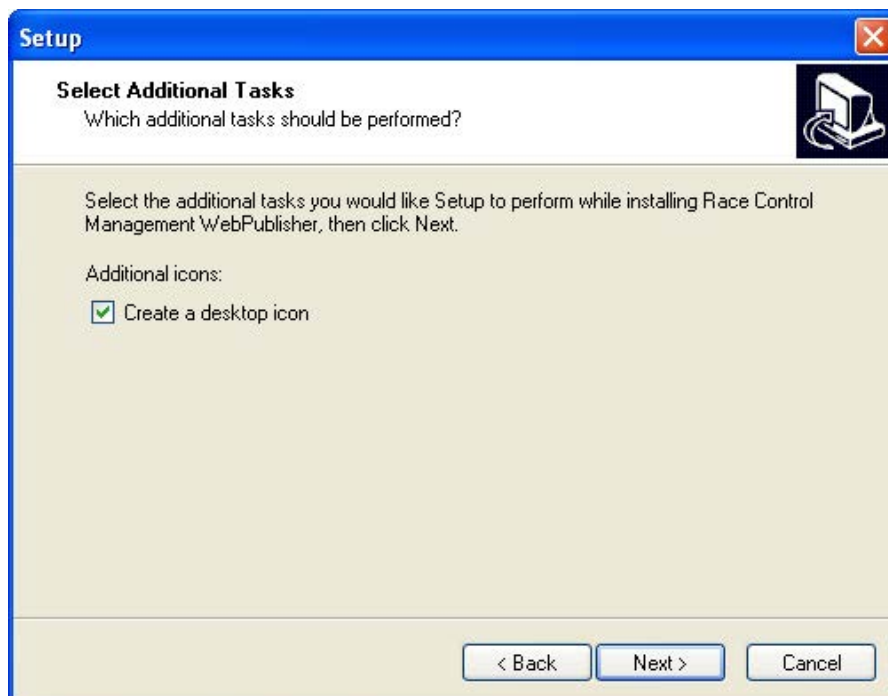 Setup
Select Additional Tasks
Which additional tasks should be performed?
Select the additional tasks you would like Setup to perform while installing Race Control
Management WebPublisher, then click Next.
Additional icons:
Create a desktop icon
< Back
Next >
Cancel